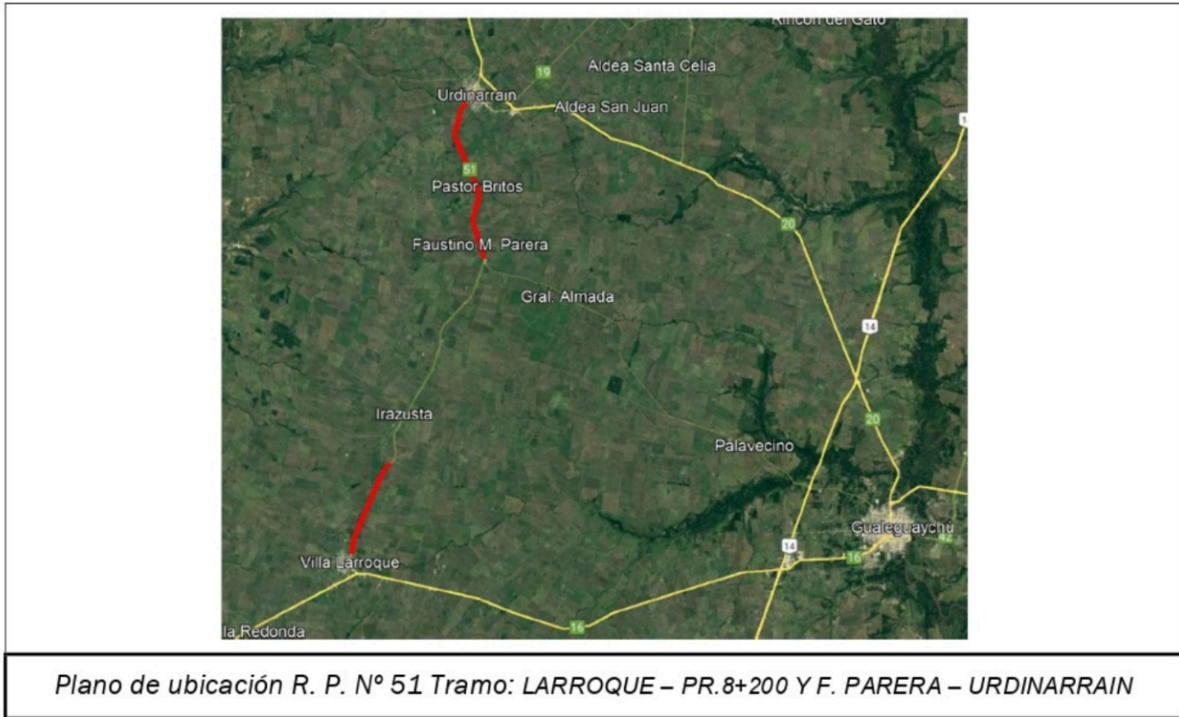 Rincón del Gato
Aldea Santa Celia
19
Urdinarrain
Aldea San Juan
51
Pastor Britos
20
Faustino M. Parera
Gral. Almada
14
Irazusta
20
Palavecino
Gualeguaychú
42
14
16
Villa Larroque
16
la Redonda
Plano de ubicación R. P. Nº 51 Tramo: LARROQUE – PR.8+200 Y F. PARERA – URDINARRAIN